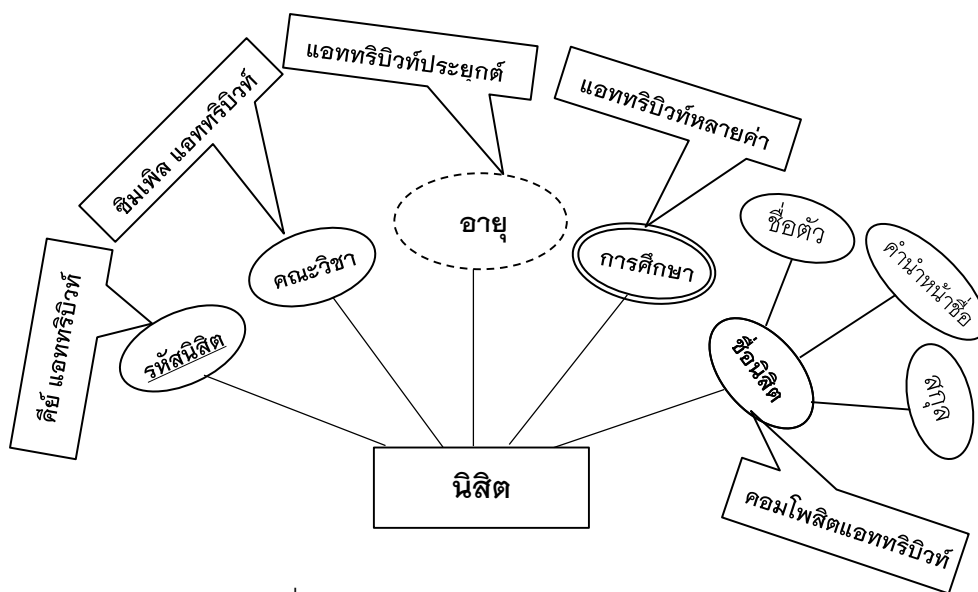 แอททริบิวท์ประยุกต์
แอททริบิวท์หลายค่า
ซิมเพิล แอททริบิวท์
คีย์ แอททริบิวท์
อายุ
ชื่อตัว
คำนำหน้าชื่อ
คณะวิชา
การศึกษา
รหัสนิสิต
ชื่อนิสิต
สกุล
นิสิต
คอมโพสิตแอททริบิวท์